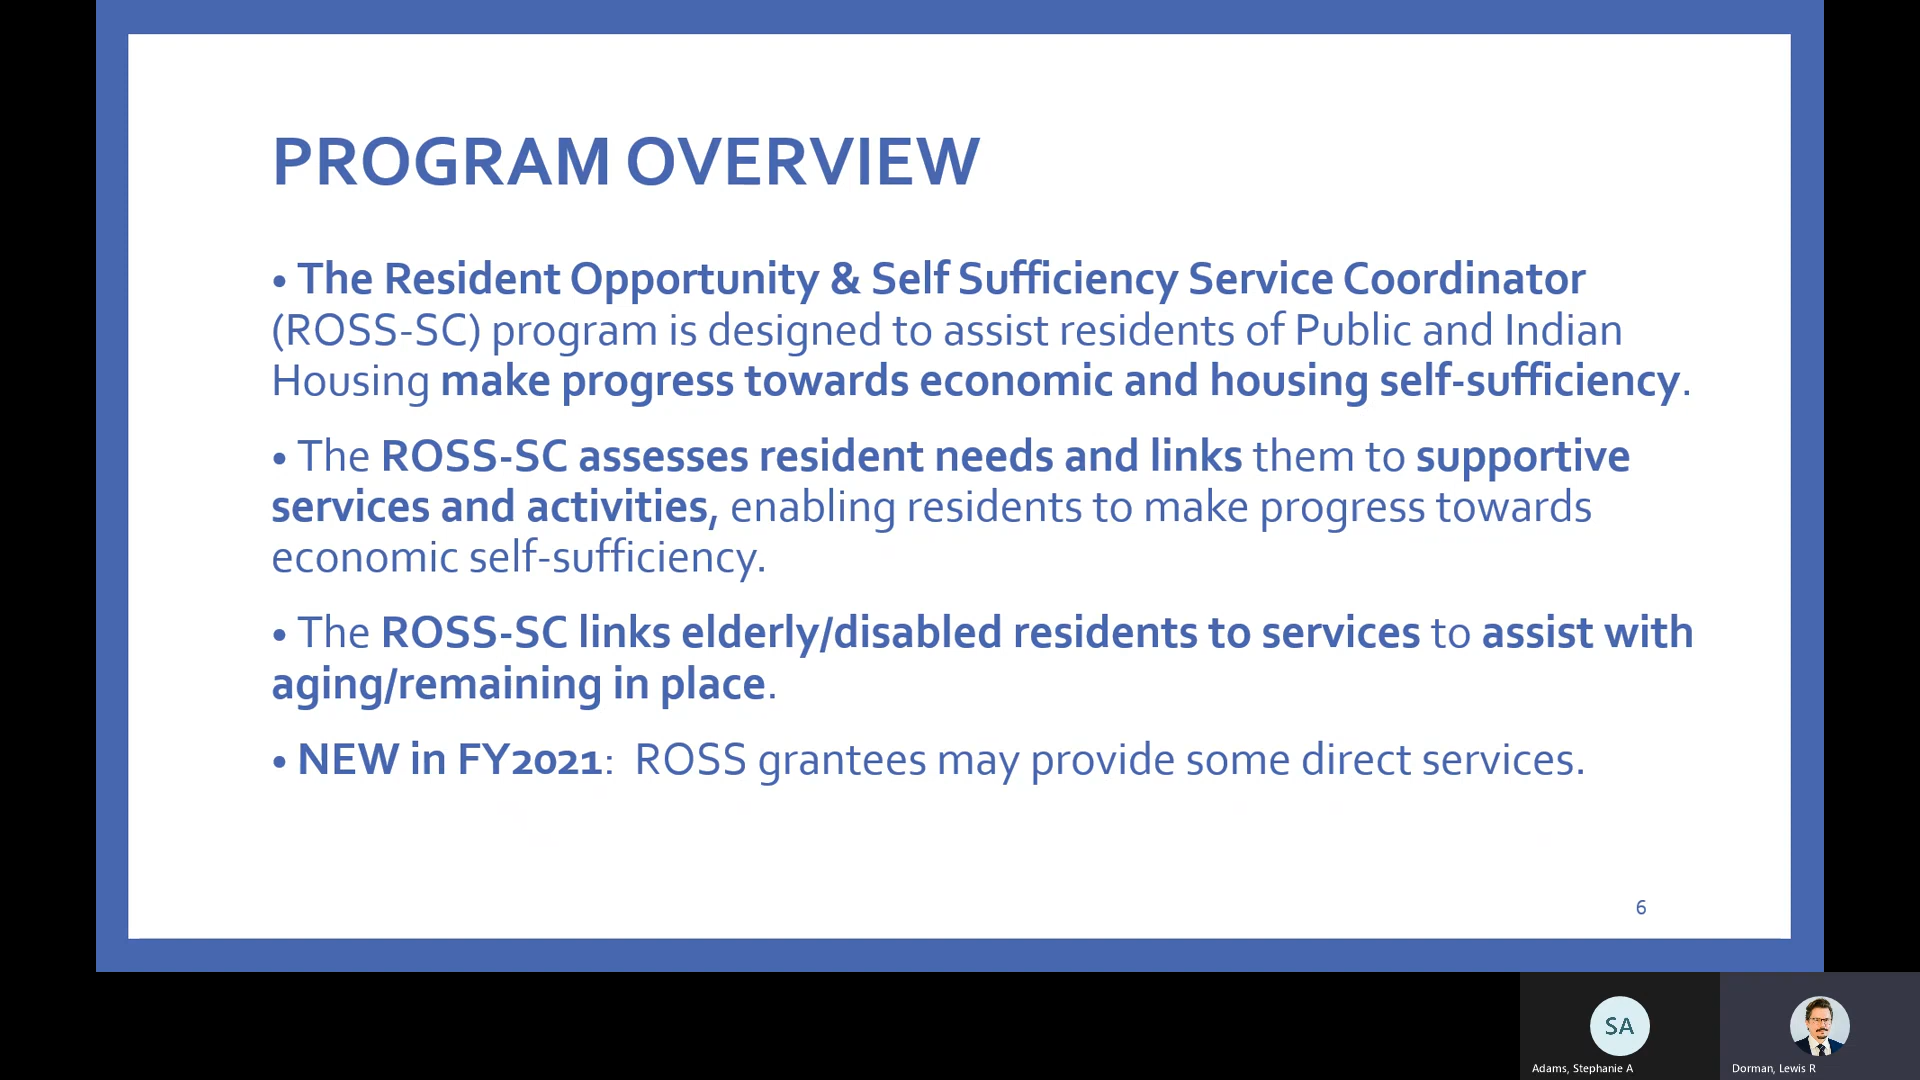 PROGRAM OVERVIEW
• The Resident Opportunity & Self Sufficiency Service Coordinator
(ROSS-SC) program is designed to assist residents of Public and Indian
Housing make progress towards economic and housing self-sufficiency.
• The ROSS-SC assesses resident needs and links them to supportive
services and activities, enabling residents to make progress towards
economic self-sufficiency.
• The ROSS-SC links elderly/disabled residents to services to assist with
aging/remaining in place.
• NEW in FY2021:  ROSS grantees may provide some direct services.
6
SA
Adams, Stephanie A
Dorman, Lewis R